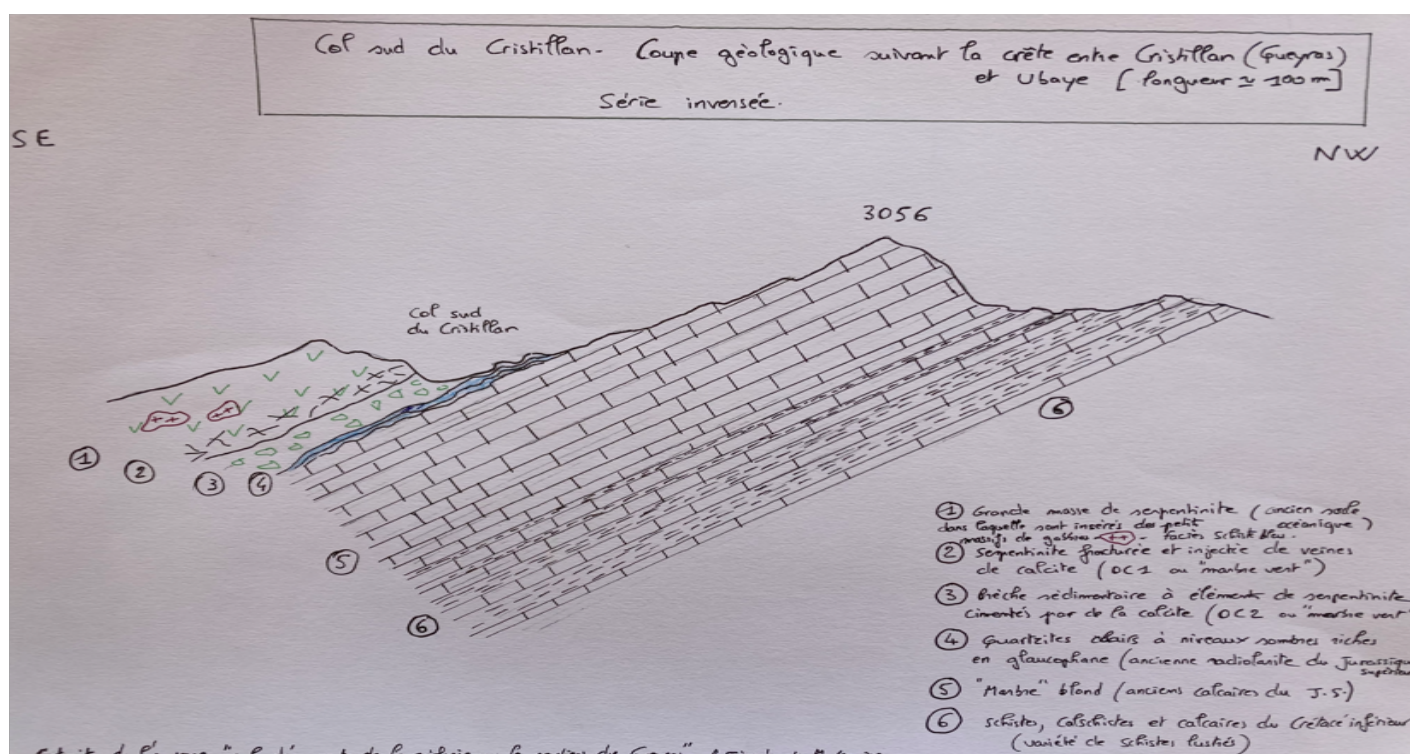 Col sud du Cristillan - Coupe géologique suivant la crête entre Cristillan (Queyras)
et Ubaye [longueur ≃ 100 m]
Série inversée.
SE
NW
3056
Col sud
du Cristillan
1
2
3
4
5
6
6
① Grande masse de serpentinite (ancien socle
océanique)
dans laquelle sont insérés des petit
massifs de gabbros ++ - faciès schiste bleu.
② Serpentinite fracturée et injectée de veines
de calcite (OC1 ou "marbre vert")
③ Brèche sédimentaire à éléments de serpentinite
cimentés par de la calcite (OC2 ou "marbre vert"
④ Quartzites clairs à niveaux sombres riches
en glaucophane (ancienne radiolarite du Jurassique
supérieur
⑤ "Marbre" blond (anciens calcaires du J.S.)
⑥ schistes, calschistes et calcaires du Crétacé inférieur
(variété de schistes lustrés)